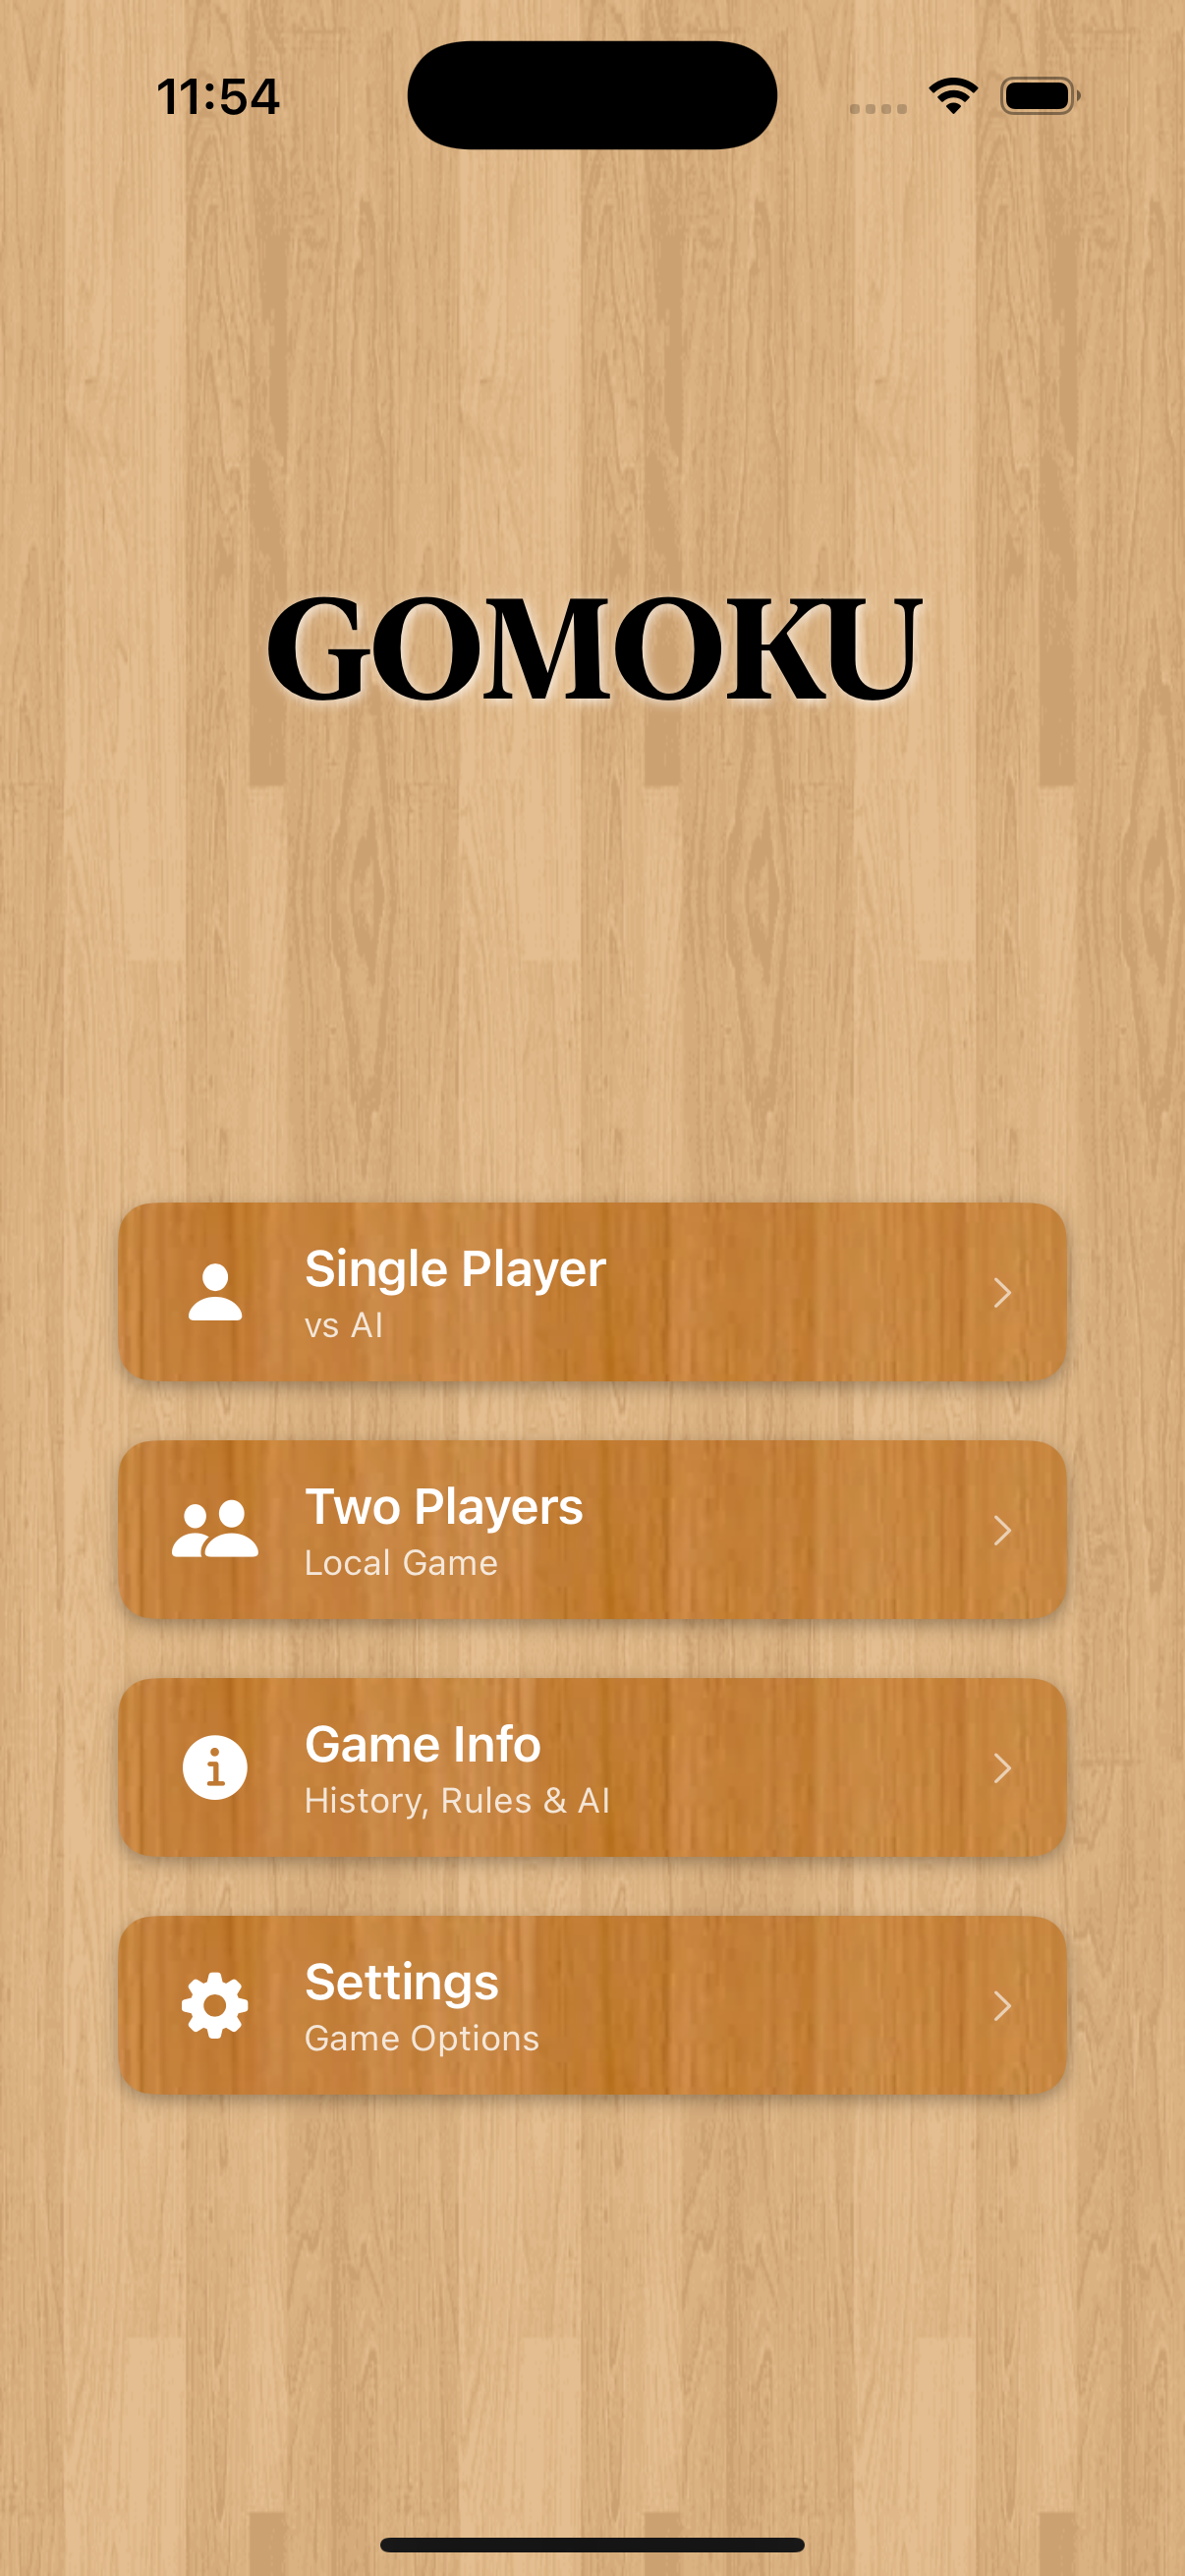 11:54
GOMOKU
Single Player
vs AI
Two Players
Local Game
Game Info
History, Rules & AI
Settings
Game Options